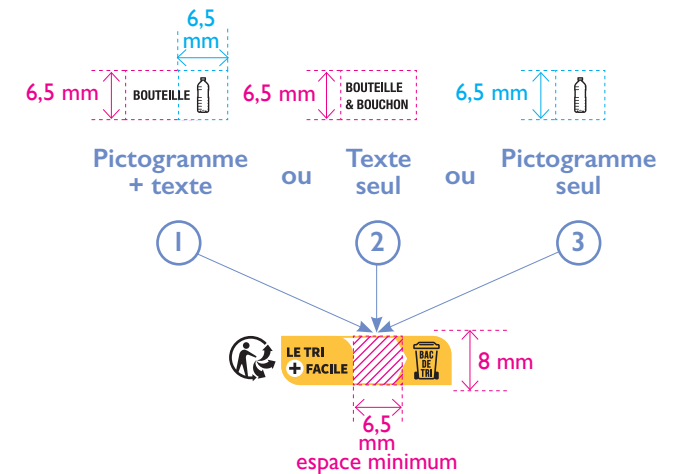 6,5
mm
6,5 mm
BOUTEILLE
6,5 mm
BOUTEILLE
& BOUCHON
6,5 mm
Pictogramme
+ texte
ou
Texte
seul
ou
Pictogramme
seul
1
2
3
LE TRI
+ FACILE
BAC
DE
TRI
8 mm
6,5
mm
espace minimum